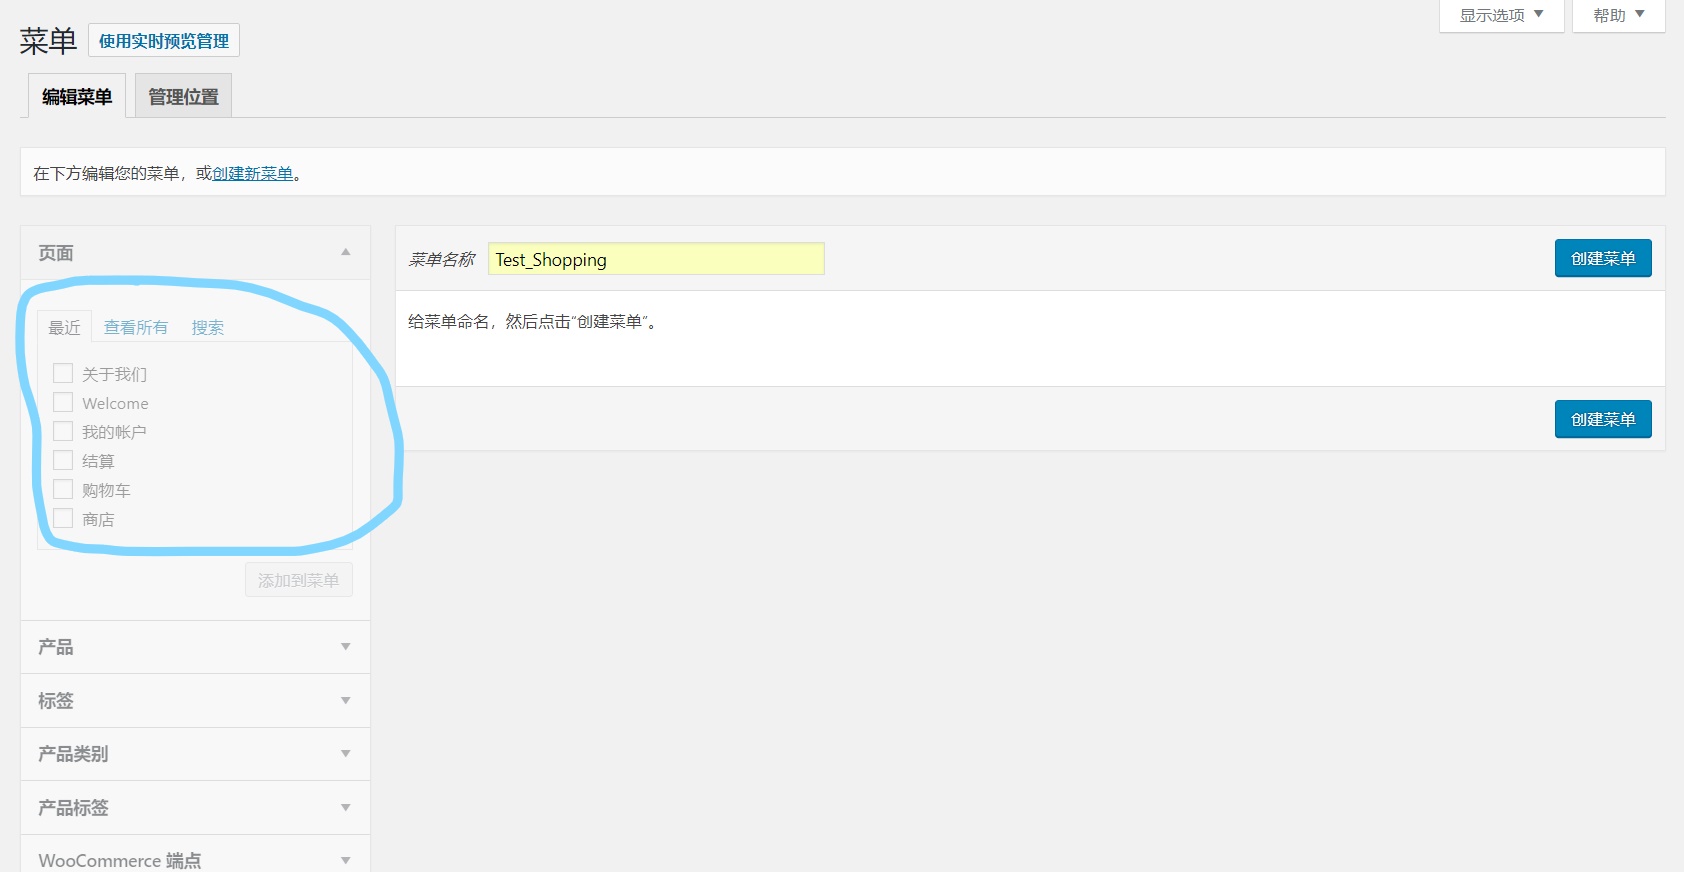 菜单 使用实时预览管理 显示选项 帮助
编辑菜单 管理位置
在下方编辑您的菜单，或创建新菜单。
页面
最近 查看所有 搜索
关于我们
Welcome
我的帐户
结算
购物车
商店
添加到菜单
产品
标签
产品类别
产品标签
WooCommerce 端点
菜单名称 Test_Shopping 创建菜单
给菜单命名，然后点击“创建菜单”。
创建菜单